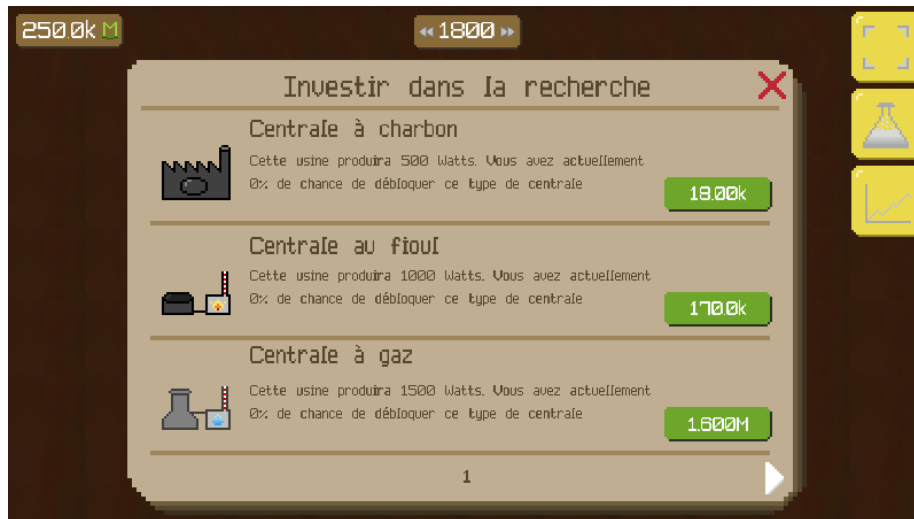 250.0k M
« 1800 »
Investir dans la recherche
Centrale à charbon
Cette usine produira 500 Watts. Vous avez actuellement
0% de chance de débloquer ce type de centrale
18.00k
Centrale au fioul
Cette usine produira 1000 Watts. Vous avez actuellement
0% de chance de débloquer ce type de centrale
170.0k
Centrale à gaz
Cette usine produira 1500 Watts. Vous avez actuellement
0% de chance de débloquer ce type de centrale
1.600M
1